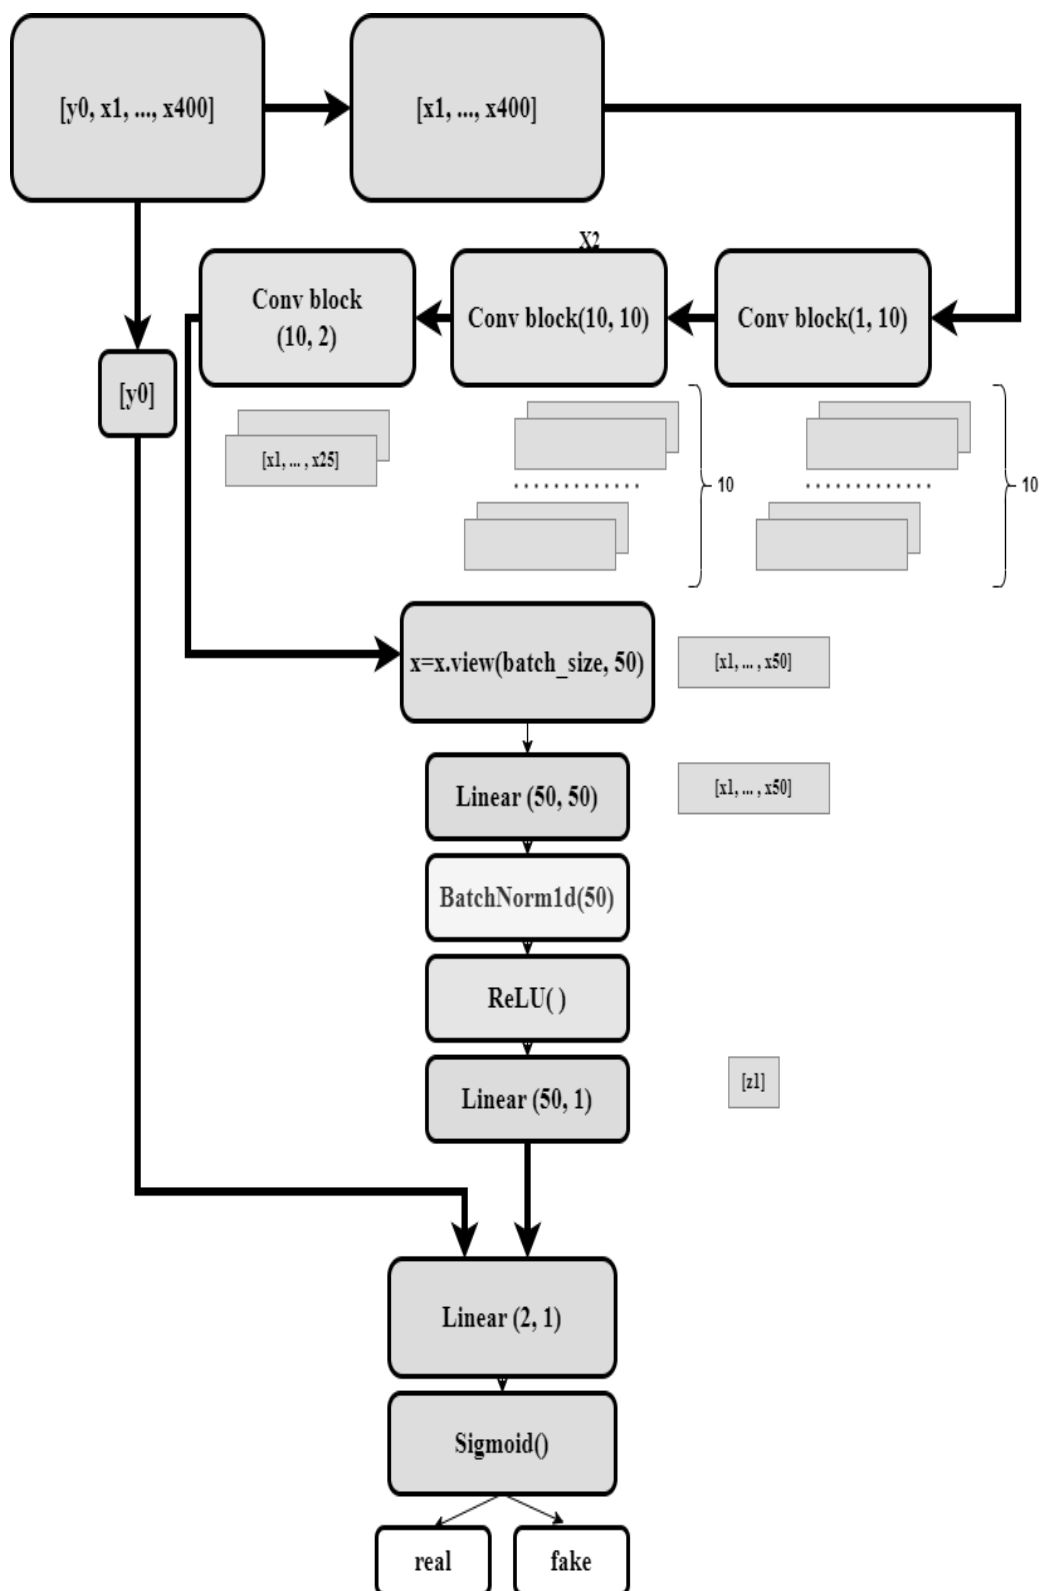 [y0, x1, ..., x400]
[x1, ..., x400]
X2
Conv block
(10, 2)
Conv block(10, 10)
Conv block(1, 10)
[y0]
[x1, ... , x25]
10
10
x=x.view(batch_size, 50)
[x1, ... , x50]
Linear (50, 50)
[x1, ... , x50]
BatchNorm1d(50)
ReLU( )
Linear (50, 1)
[z1]
Linear (2, 1)
Sigmoid()
real
fake